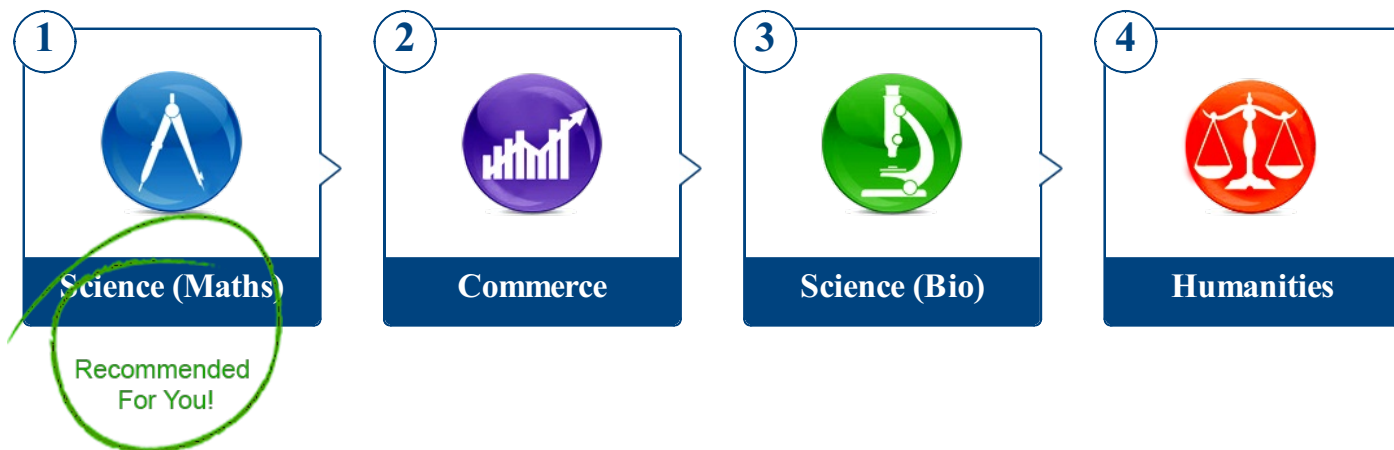 1
2
3
4
Science (Maths)
Commerce
Science (Bio)
Humanities
Recommended
For You!